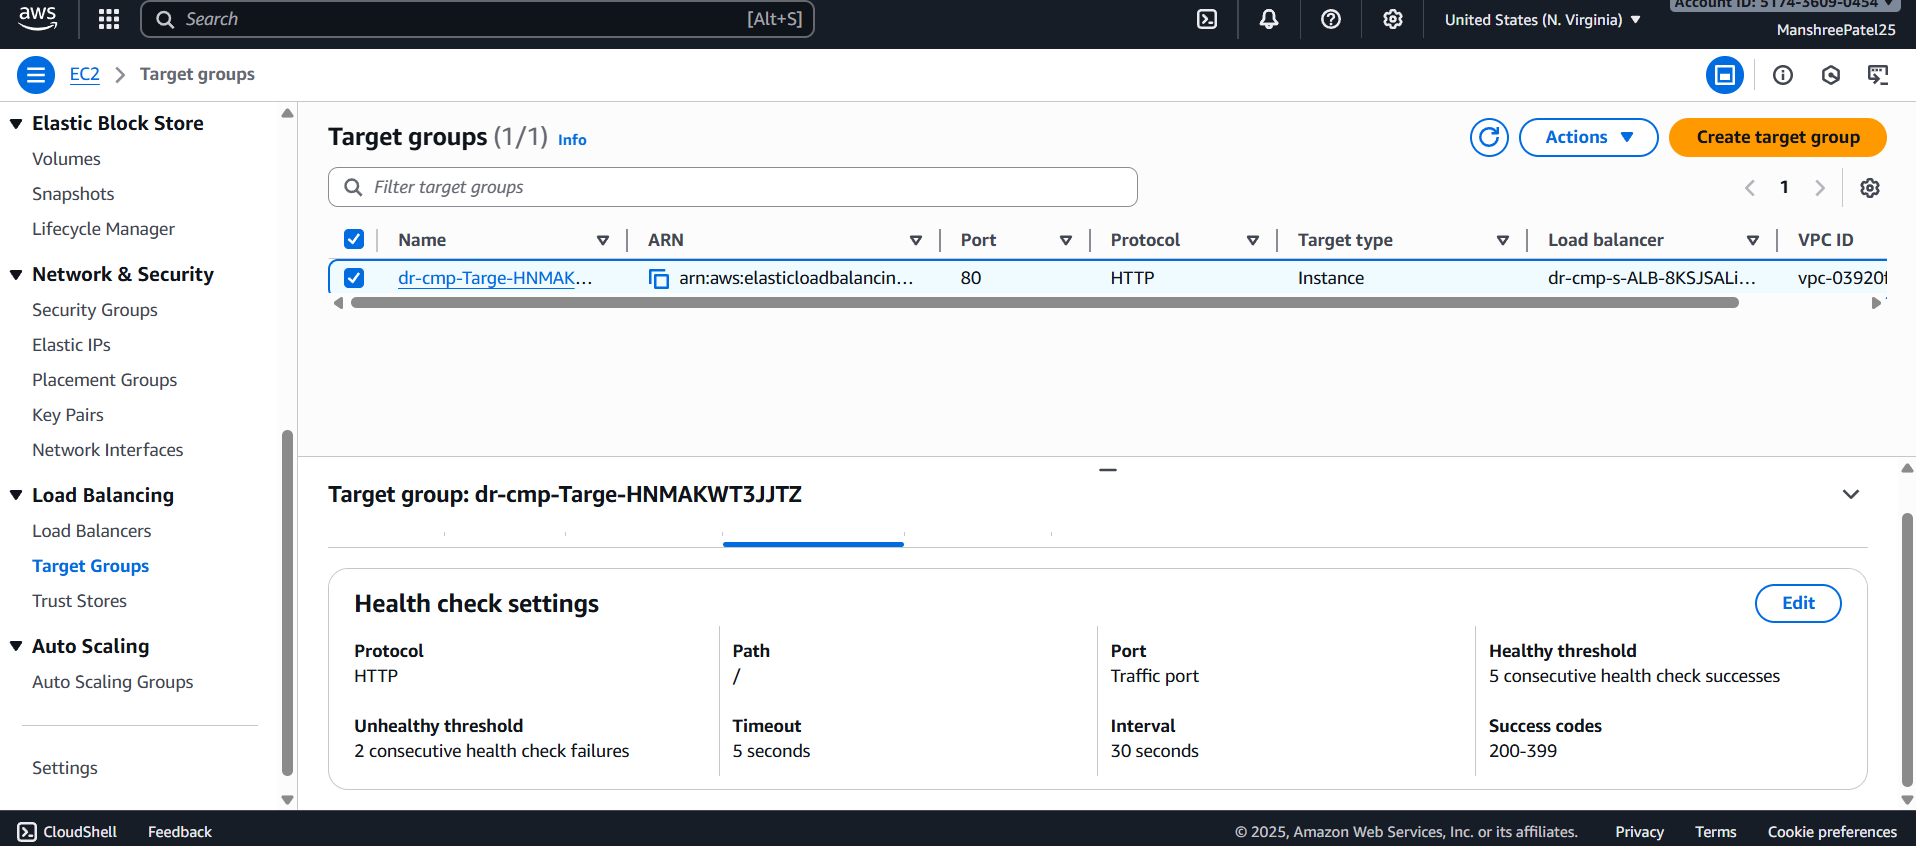 aws
Search
[Alt+S]
United States (N. Virginia)
Account ID: 5174-3609-0454
ManshreePatel25
EC2
Target groups
Elastic Block Store
Volumes
Snapshots
Lifecycle Manager
Network & Security
Security Groups
Elastic IPs
Placement Groups
Key Pairs
Network Interfaces
Load Balancing
Load Balancers
Target Groups
Trust Stores
Auto Scaling
Auto Scaling Groups
Settings
Target groups (1/1) Info
Actions
Create target group
Filter target groups
1
Name ARN Port Protocol Target type Load balancer VPC ID
dr-cmp-Targe-HNMAK... arn:aws:elasticloadbalancin... 80 HTTP Instance dr-cmp-s-ALB-8KSJSALi... vpc-03920f
Target group: dr-cmp-Targe-HNMAKWT3JJTZ
Health check settings
Edit
Protocol
HTTP
Path
/
Port
Traffic port
Healthy threshold
5 consecutive health check successes
Unhealthy threshold
2 consecutive health check failures
Timeout
5 seconds
Interval
30 seconds
Success codes
200-399
CloudShell Feedback © 2025, Amazon Web Services, Inc. or its affiliates. Privacy Terms Cookie preferences